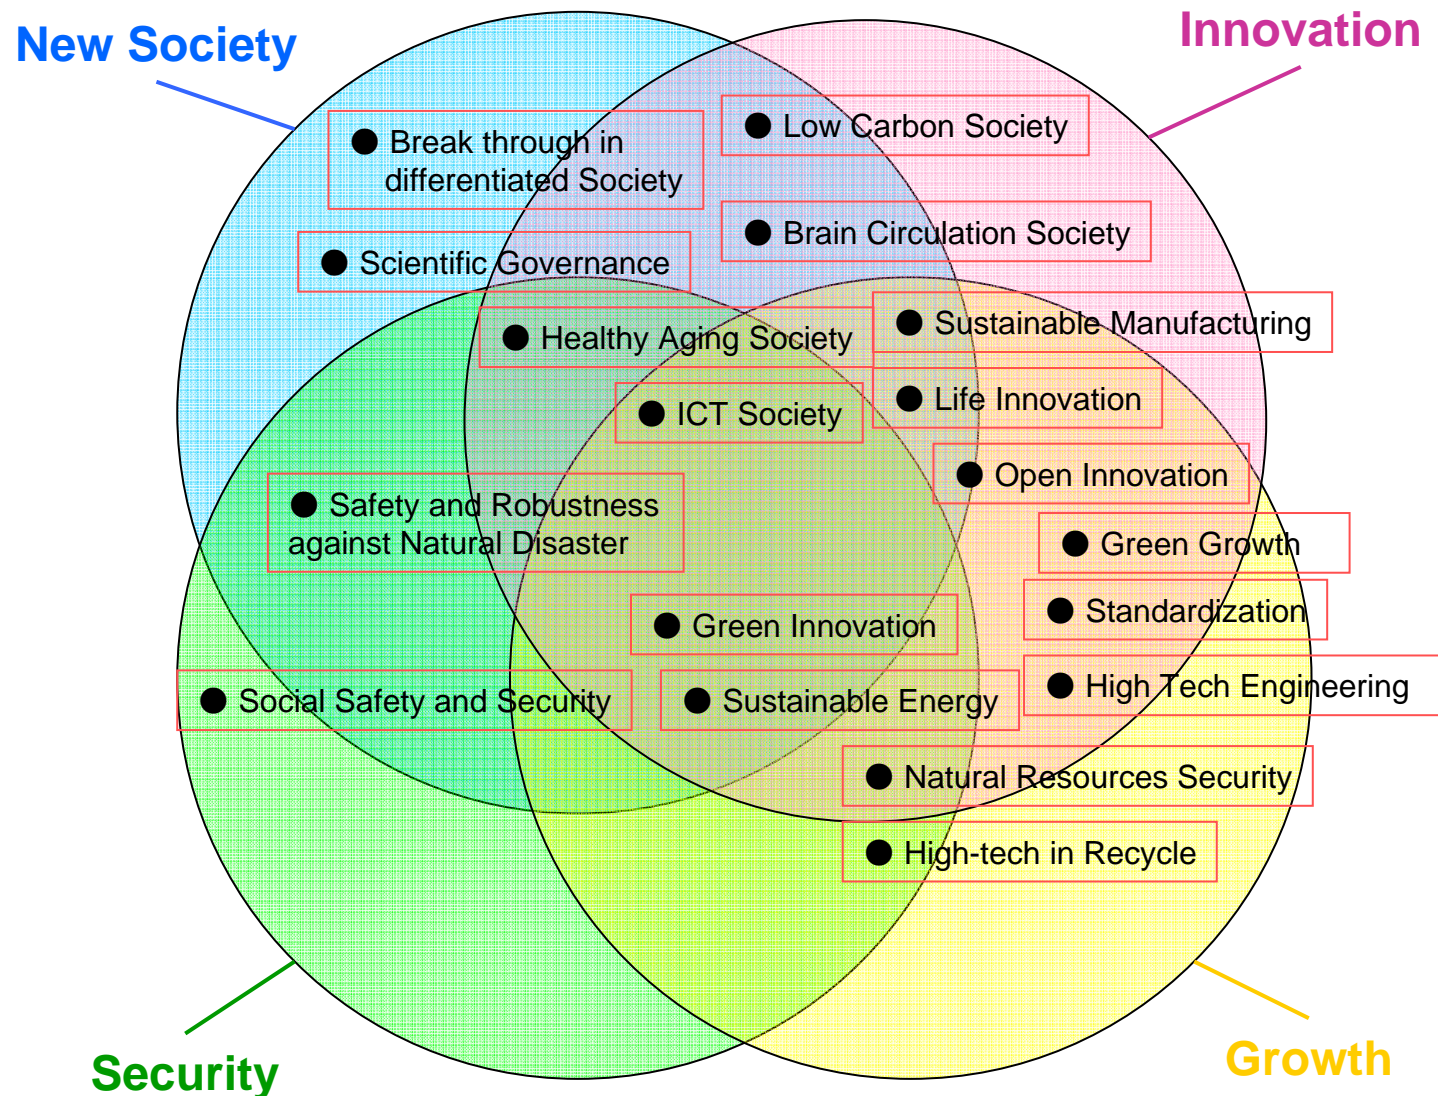 New Society
Innovation
● Break through in
differentiated Society
● Low Carbon Society
● Brain Circulation Society
● Scientific Governance
● Healthy Aging Society
● Sustainable Manufacturing
● Life Innovation
● ICT Society
● Open Innovation
● Safety and Robustness
against Natural Disaster
● Green Growth
● Standardization
● Green Innovation
● Social Safety and Security
● Sustainable Energy
● High Tech Engineering
● Natural Resources Security
● High-tech in Recycle
Security
Growth